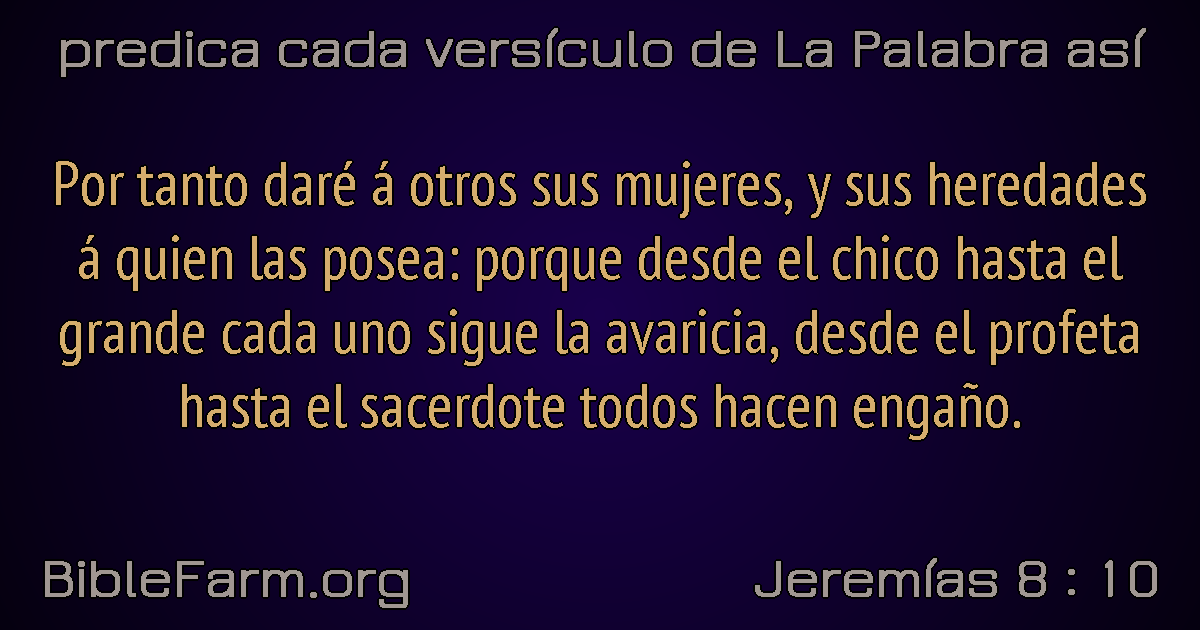 predica cada versículo de La Palabra así
Por tanto daré á otros sus mujeres, y sus heredades
á quien las posea: porque desde el chico hasta el
grande cada uno sigue la avaricia, desde el profeta
hasta el sacerdote todos hacen engaño.
BibleFarm.org
Jeremías 8 : 10